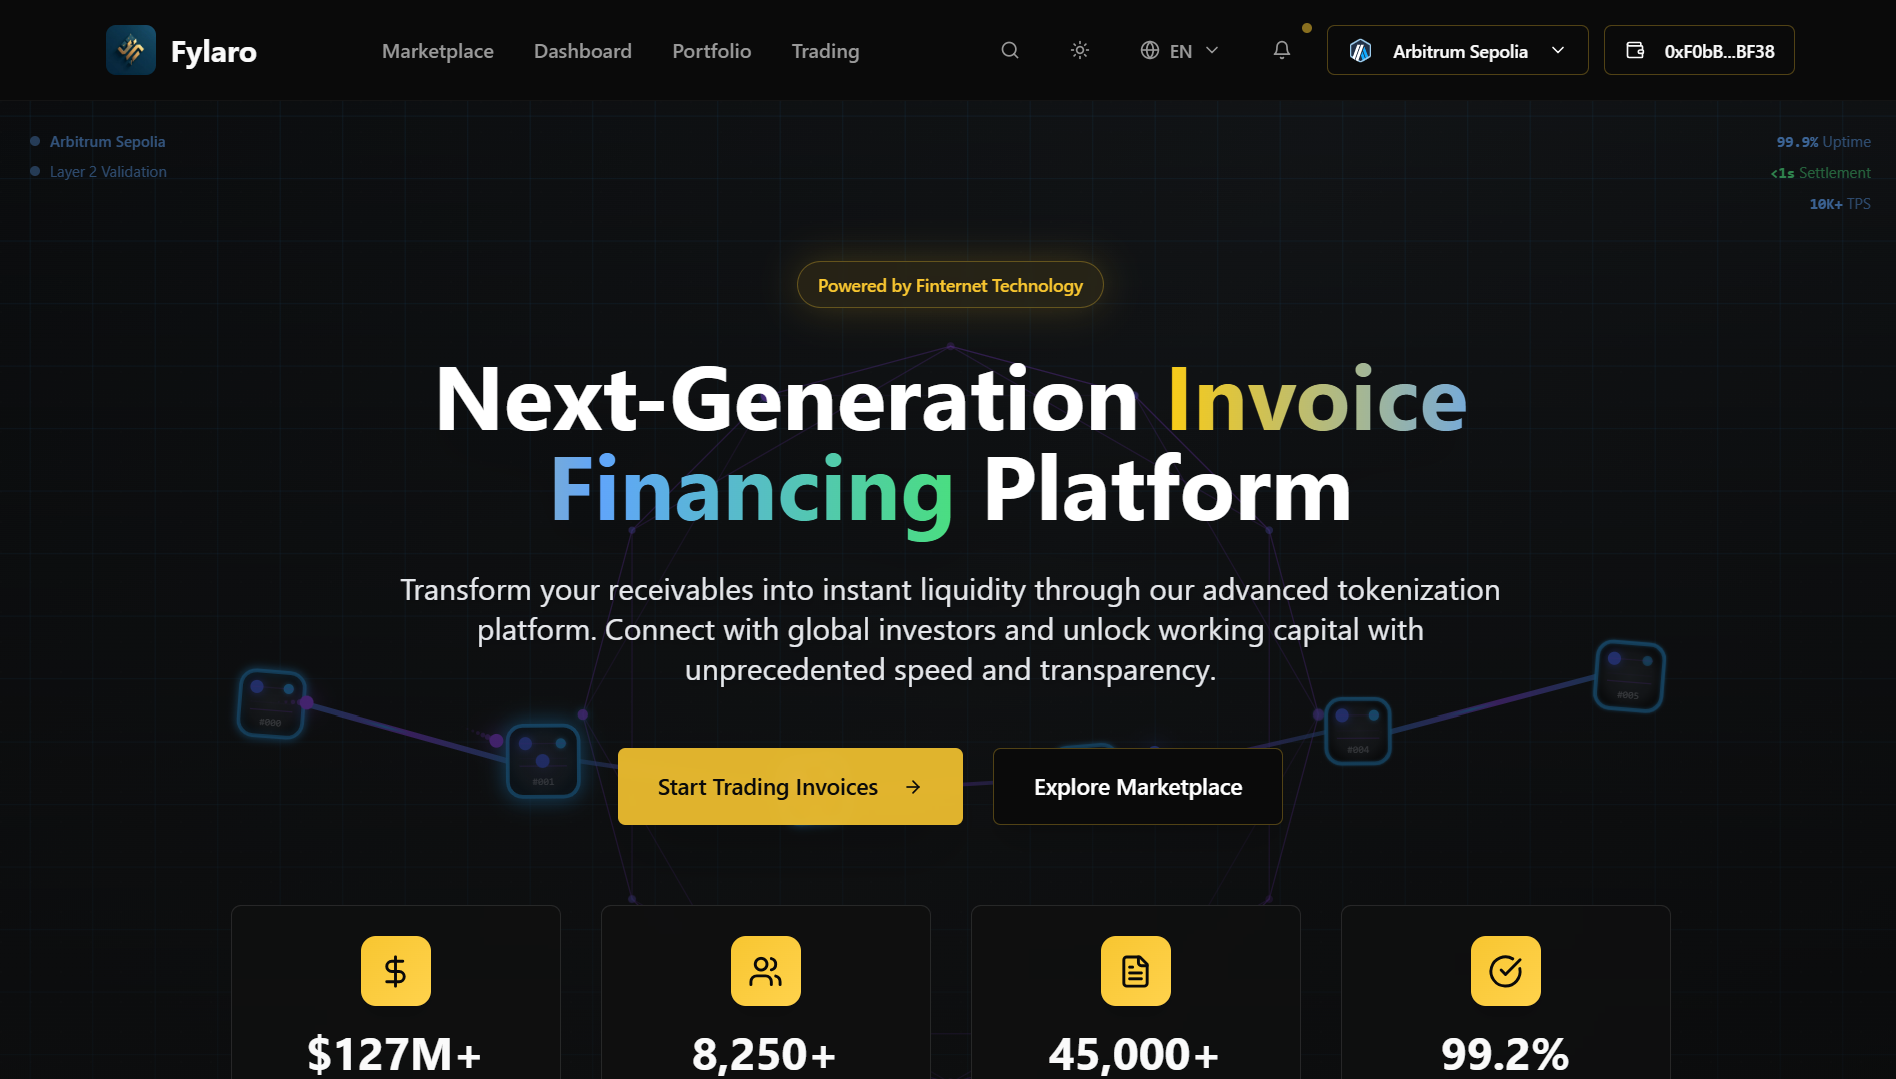 Fylaro
Marketplace
Dashboard
Portfolio
Trading
EN
Arbitrum Sepolia
0xF0bB...BF38
Arbitrum Sepolia
Layer 2 Validation
99.9% Uptime
<1s Settlement
10K+ TPS
Powered by Finternet Technology
Next-Generation Invoice
Financing Platform
Transform your receivables into instant liquidity through our advanced tokenization
platform. Connect with global investors and unlock working capital with
unprecedented speed and transparency.
#000
#001
#004
#005
Start Trading Invoices
Explore Marketplace
$127M+
8,250+
45,000+
99.2%